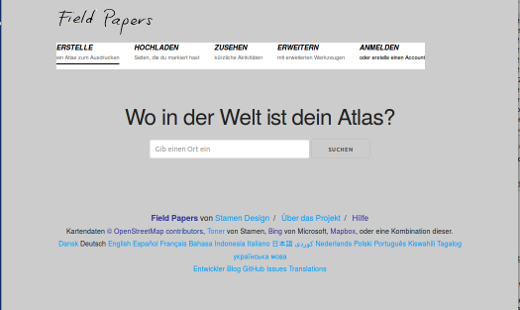 Field Papers
ERSTELLE HOCHLADEN ZUSEHEN ERWEITERN ANMELDEN
en Atlas zum Ausdrucken Seiten, die du markiert hast kürzliche Aktivitäten mit erweiterten Werkzeugen oder erstelle einen Account
Wo in der Welt ist dein Atlas?
Gib einen Ort ein SUCHEN
Field Papers von Stamen Design / Über das Projekt / Hilfe
Kartendaten © OpenStreetMap contributors, Toner von Stamen, Bing von Microsoft, Mapbox, oder eine Kombination dieser.
Dansk Deutsch English Español Français Bahasa Indonesia Italiano 日本語 كوردی Nederlands Polski Português Kiswahili Tagalog
українська мова
Entwickler Blog GitHub Issues Translations